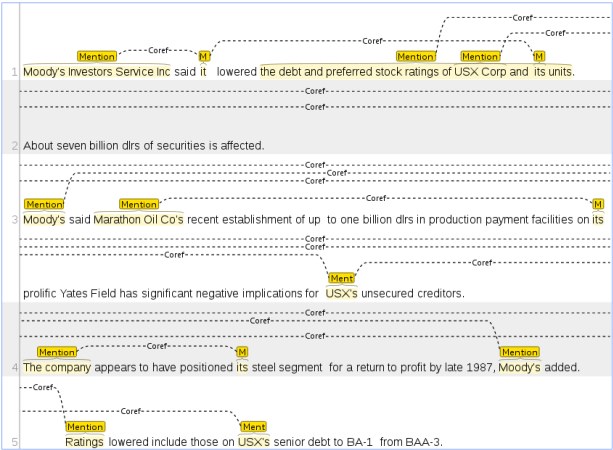 Coref
Coref
Coref
Coref
Mention M Mention Mention M
1 Moody's Investors Service Inc said it lowered the debt and preferred stock ratings of USX Corp and its units.
Coref
Coref
2 About seven billion dlrs of securities is affected.
Coref
Coref
Coref
Coref
Mention Mention M
3 Moody's said Marathon Oil Co's recent establishment of up to one billion dlrs in production payment facilities on its
Coref
Coref
Coref
Coref
Ment
prolific Yates Field has significant negative implications for USX's unsecured creditors.
Coref
Coref
Coref
Coref
Mention M Mention
4 The company appears to have positioned its steel segment for a return to profit by late 1987, Moody's added.
Coref
Coref
Mention Ment
5 Ratings lowered include those on USX's senior debt to BA-1 from BAA-3.